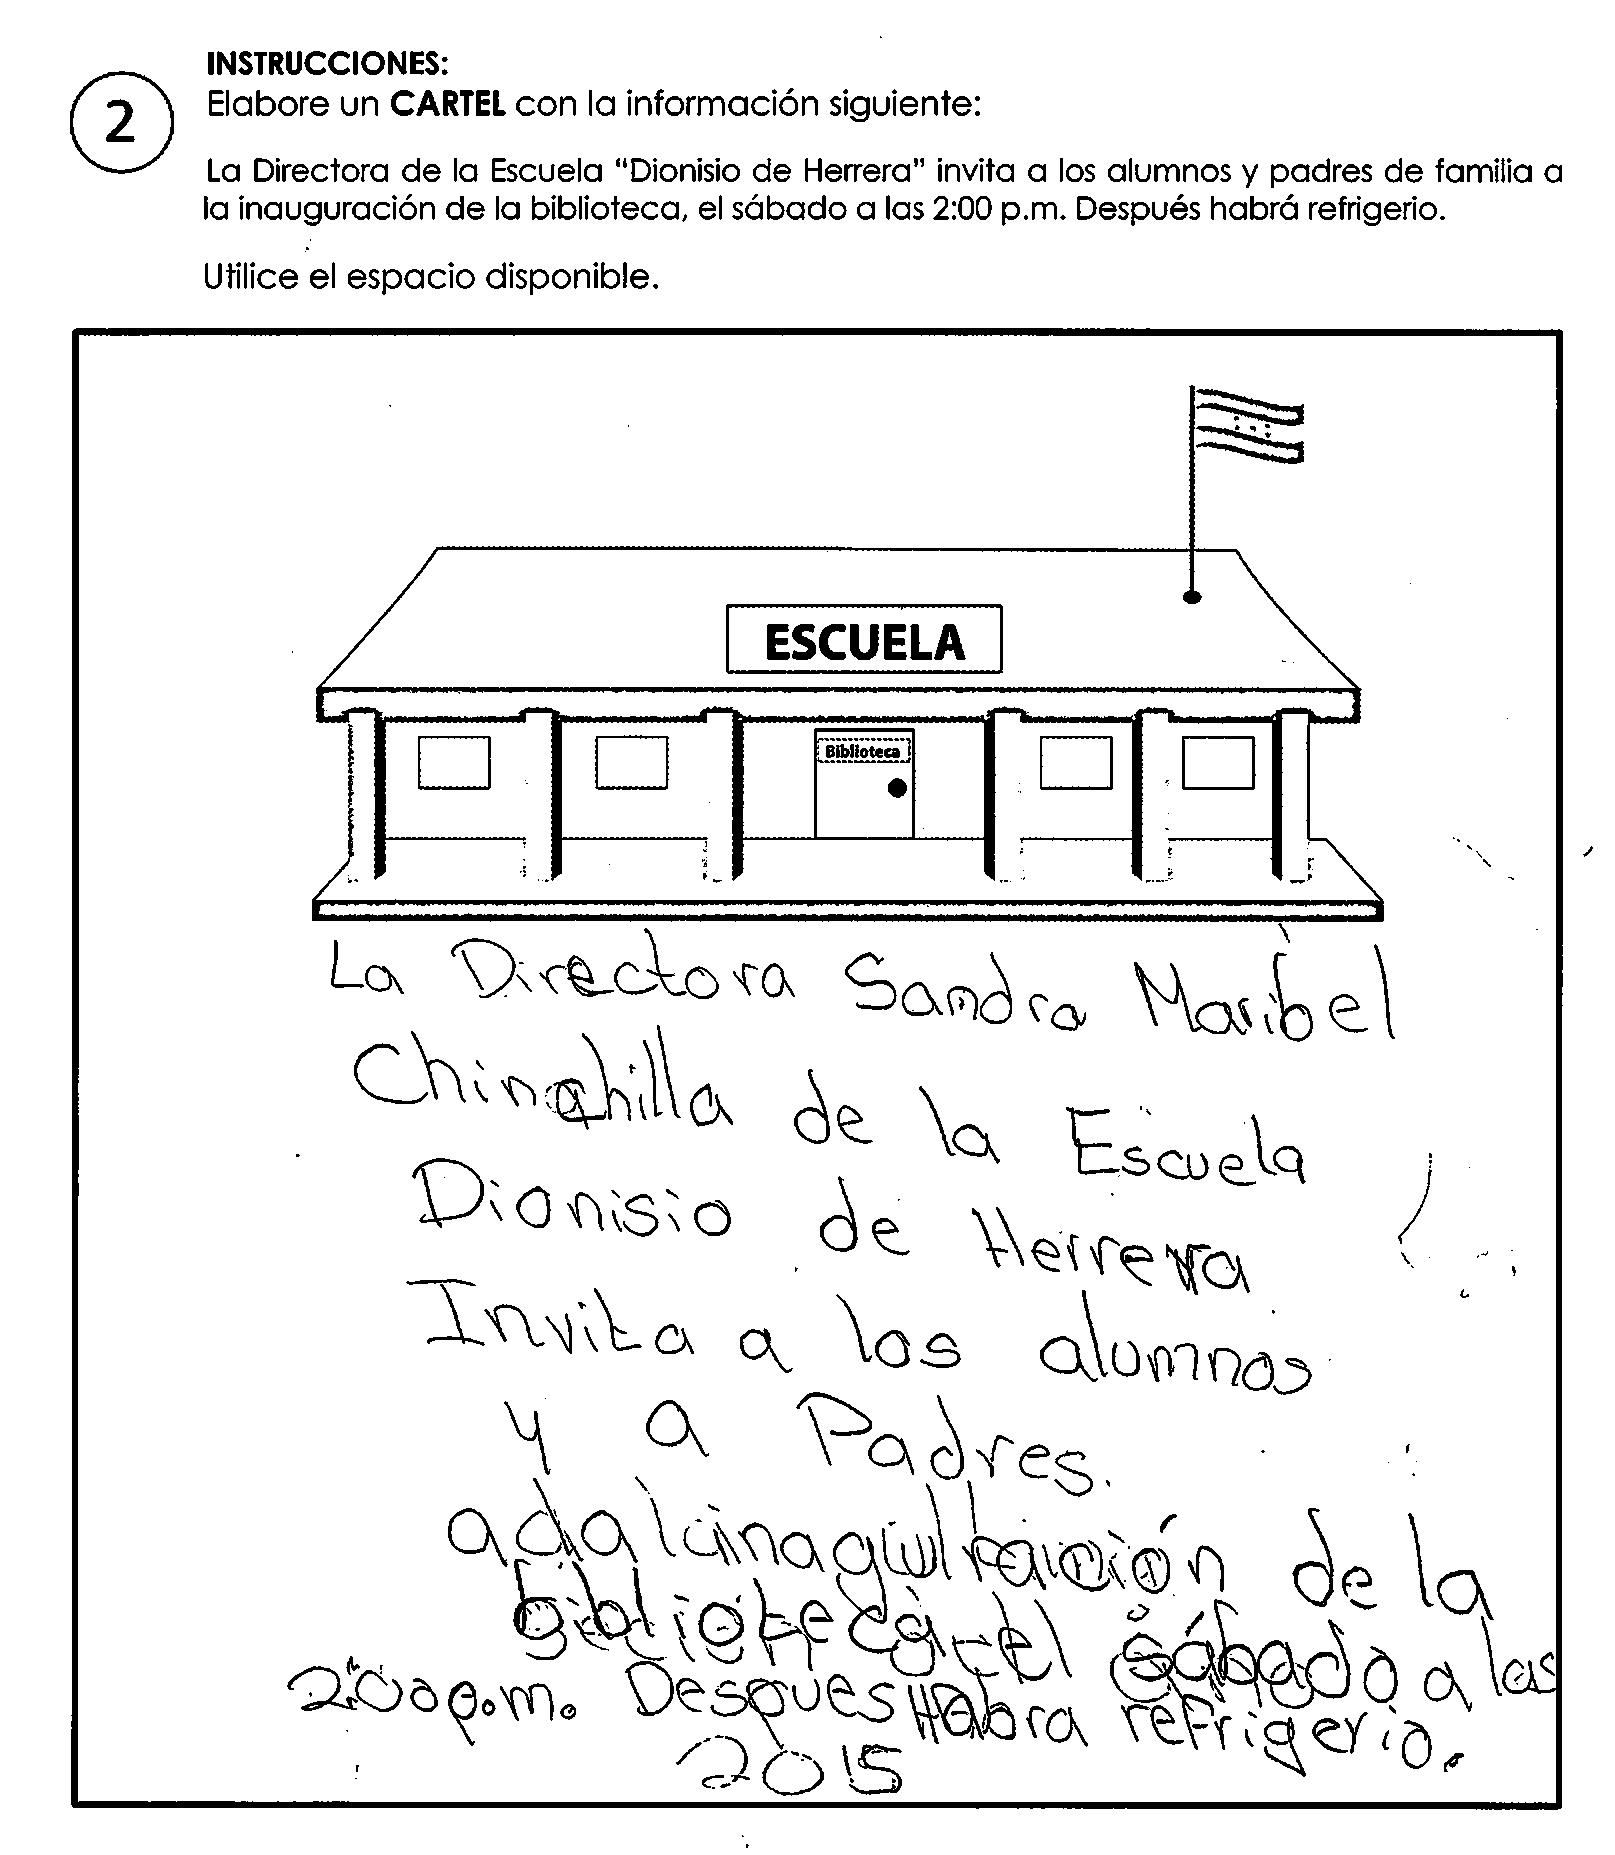 INSTRUCCIONES:
2
Elabore un CARTEL con la información siguiente:
La Directora de la Escuela "Dionisio de Herrera" invita a los alumnos y padres de familia a
la inauguración de la biblioteca, el sábado a las 2:00 p.m. Después habrá refrigerio.
Utilice el espacio disponible.
ESCUELA
Biblioteca
La Directora Sandra Maribel
Chinchilla de la Escuela
Dionisio de Herrera
Invita a los alumnos
y a Padres.
de la
biblioteca el sábado a las
2:00 p.m. Despues Habra refrigerio.
2015